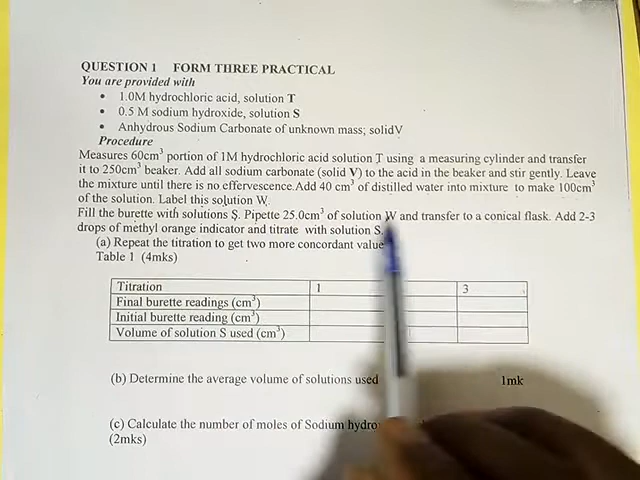 QUESTION 1 FORM THREE PRACTICAL
You are provided with
• 1.0M hydrochloric acid, solution T
• 0.5 M sodium hydroxide, solution S
• Anhydrous Sodium Carbonate of unknown mass; solidV
Procedure
Measures 60cm³ portion of 1M hydrochloric acid solution T using a measuring cylinder and transfer
it to 250cm³ beaker. Add all sodium carbonate (solid V) to the acid in the beaker and stir gently. Leave
the mixture until there is no effervescence.Add 40 cm³ of distilled water into mixture to make 100cm³
of the solution. Label this solution W.
Fill the burette with solutions S. Pipette 25.0cm³ of solution W and transfer to a conical flask. Add 2-3
drops of methyl orange indicator and titrate with solution S.
(a) Repeat the titration to get two more concordant value
Table 1 (4mks)
Titration 1 3
Final burette readings (cm³)
Initial burette reading (cm³)
Volume of solution S used (cm³)
(b) Determine the average volume of solutions used 1mk
(c) Calculate the number of moles of Sodium
(2mks)